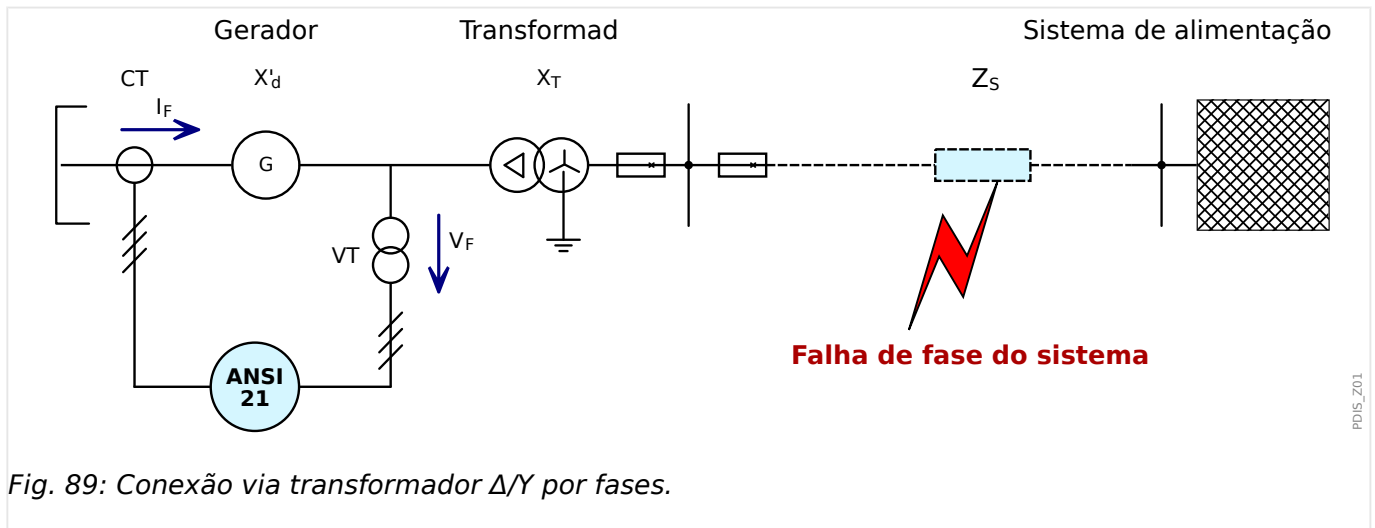 Gerador
Transformad
Sistema de alimentação
CT
X'd
XT
ZS
IF
G
VT
VF
ANSI
21
Falha de fase do sistema
PDIS_Z01
Fig. 89: Conexão via transformador Δ/Y por fases.